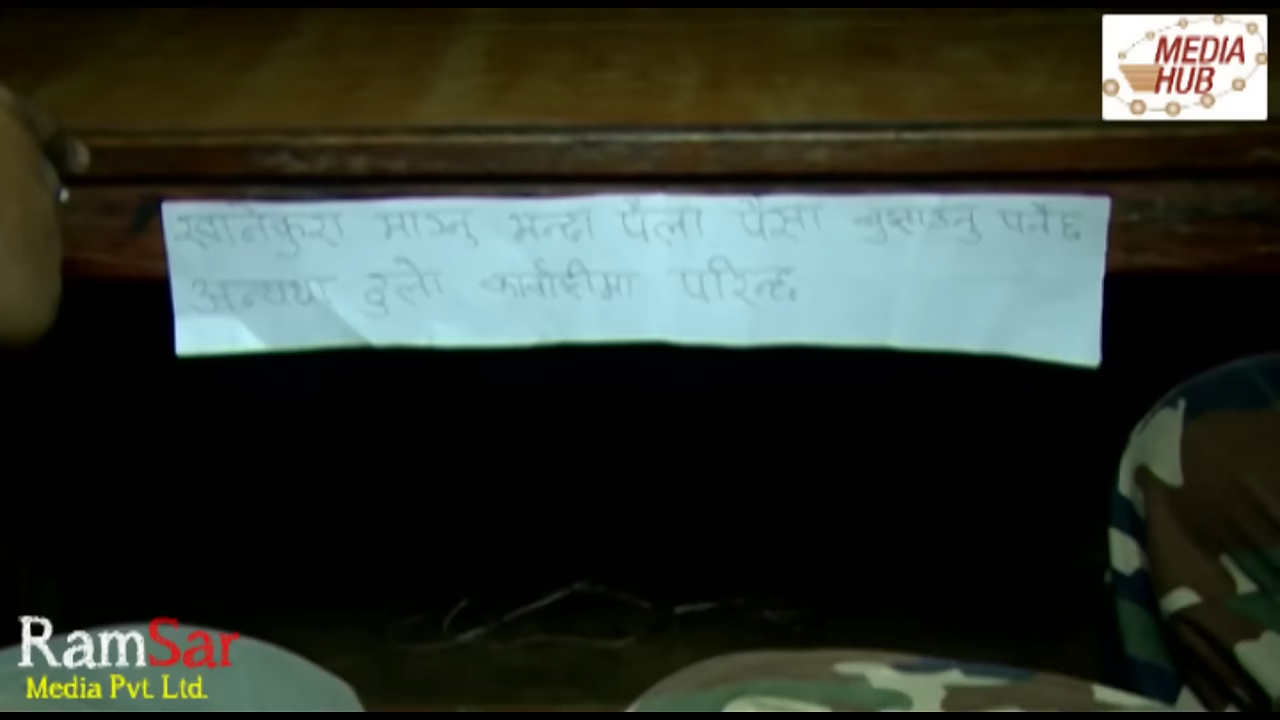 MEDIA
HUB
खानेकुरा माग्नु भन्दा पैला पैसा बुझाउनु पर्नेछ
अन्यथा ठुलो कार्वाहीमा परिन्छ
RamSar
Media Pvt. Ltd.